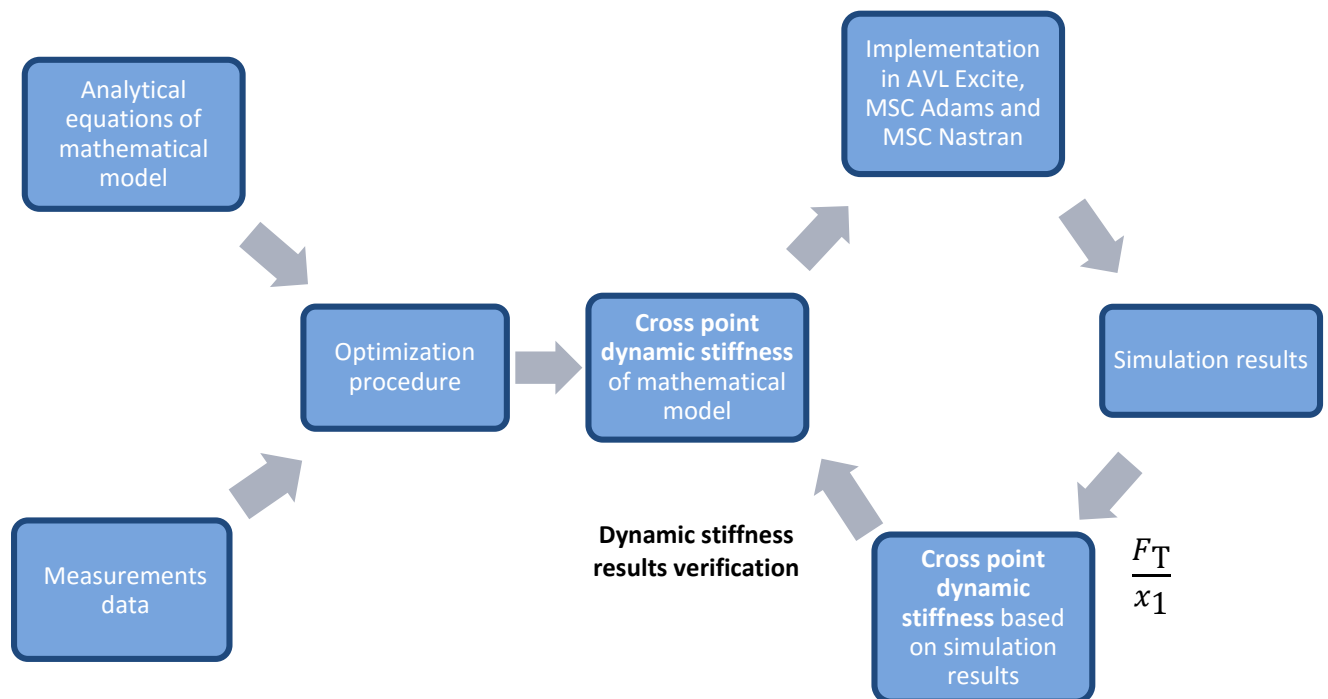 Analytical
equations of
mathematical
model
Implementation
in AVL Excite,
MSC Adams and
MSC Nastran
Optimization
procedure
Cross point
dynamic stiffness
of mathematical
model
Simulation results
Measurements
data
Dynamic stiffness
results verification
Cross point
dynamic
stiffness based
on simulation
results
F_T
x_1